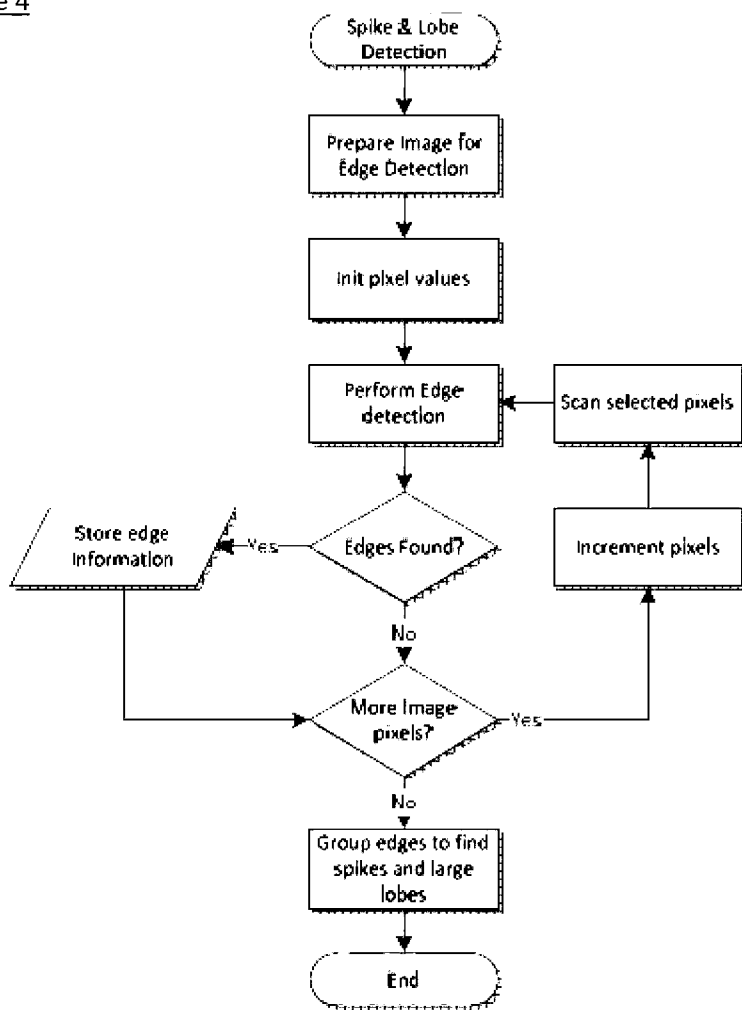 e 4
Spike & Lobe
Detection
Prepare Image for
Edge Detection
Init pixel values
Perform Edge
detection
Scan selected pixels
Store edge
Information
Yes
Edges Found?
Increment pixels
No
More Image
pixels?
Yes
No
Group edges to find
spikes and large
lobes
End